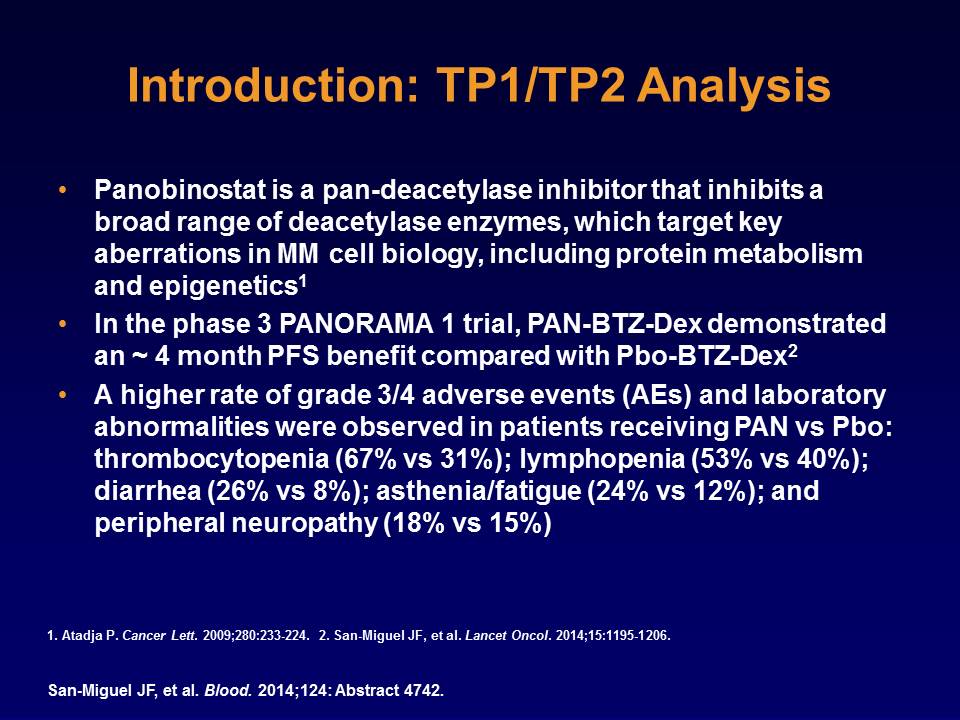 Introduction: TP1/TP2 Analysis
• Panobinostat is a pan-deacetylase inhibitor that inhibits a
broad range of deacetylase enzymes, which target key
aberrations in MM cell biology, including protein metabolism
and epigenetics1
• In the phase 3 PANORAMA 1 trial, PAN-BTZ-Dex demonstrated
an ~ 4 month PFS benefit compared with Pbo-BTZ-Dex2
• A higher rate of grade 3/4 adverse events (AEs) and laboratory
abnormalities were observed in patients receiving PAN vs Pbo:
thrombocytopenia (67% vs 31%); lymphopenia (53% vs 40%);
diarrhea (26% vs 8%); asthenia/fatigue (24% vs 12%); and
peripheral neuropathy (18% vs 15%)
1. Atadja P. Cancer Lett. 2009;280:233-224. 2. San-Miguel JF, et al. Lancet Oncol. 2014;15:1195-1206.
San-Miguel JF, et al. Blood. 2014;124: Abstract 4742.